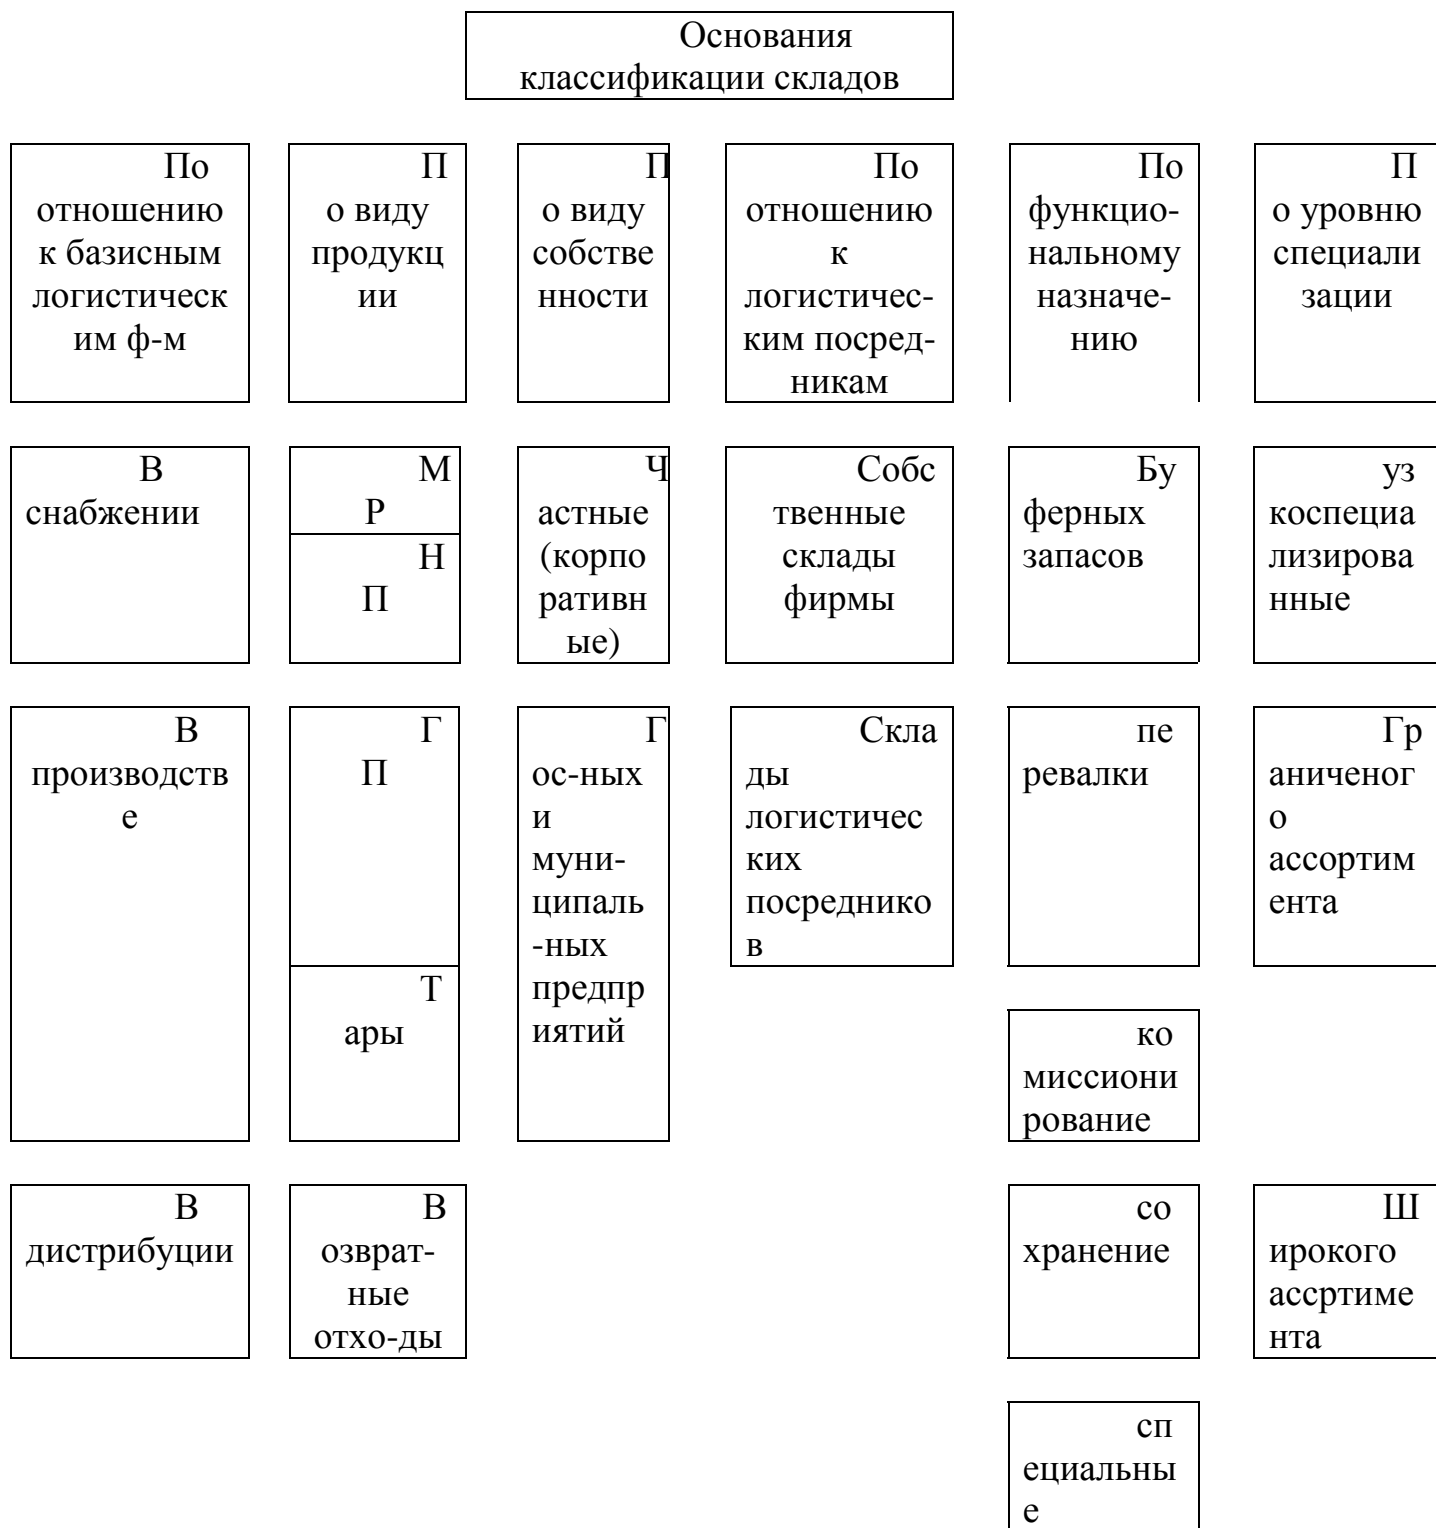 Основания
классификации складов
По
отношению
к базисным
логистическ
им ф-м
П
о виду
продукц
ии
П
о виду
собстве
нности
По
отношению
к
логистичес-
ким посред-
никам
По
функцио-
нальному
назначе-
нию
П
о уровню
специали
зации
В
снабжении
М
Р
Н
П
Ч
астные
(корпо
ративн
ые)
Собс
твенные
склады
фирмы
Бу
ферных
запасов
уз
коспециа
лизирова
нные
В
производств
е
Г
П
Т
ары
Г
ос-ных
и
муни-
ципаль
-ных
предпр
иятий
Скла
ды
логистичес
ких
посреднико
в
пе
ревалки
Гр
аниченог
о
ассортим
ента
ко
миссиони
рование
В
дистрибуции
В
озврат-
ные
отхо-ды
со
хранение
Ш
ирокого
ассртиме
нта
сп
ециальны
е